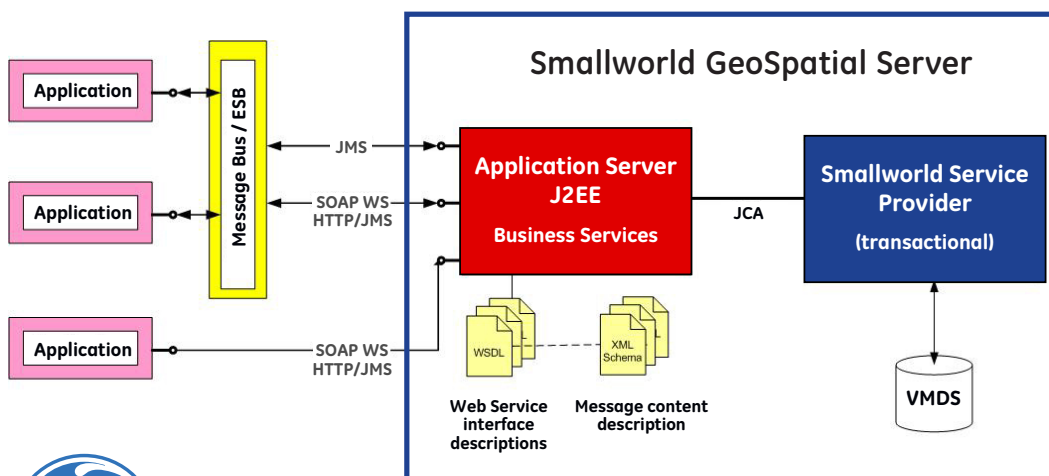 Smallworld GeoSpatial Server
Application
Application
Application
Message Bus / ESB
JMS
SOAP WS
HTTP/JMS
SOAP WS
HTTP/JMS
Application Server
J2EE
Business Services
JCA
Smallworld Service
Provider
(transactional)
WSDL
XML
Schema
Web Service
interface
descriptions
Message content
description
VMDS